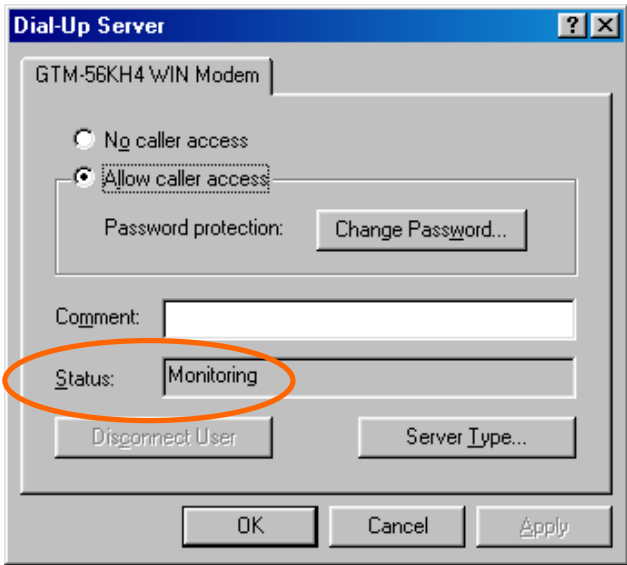 Dial-Up Server
GTM-56KH4 WIN Modem
No caller access
Allow caller access
Password protection: Change Password...
Comment:
Status: Monitoring
Disconnect User Server Type...
OK Cancel Apply